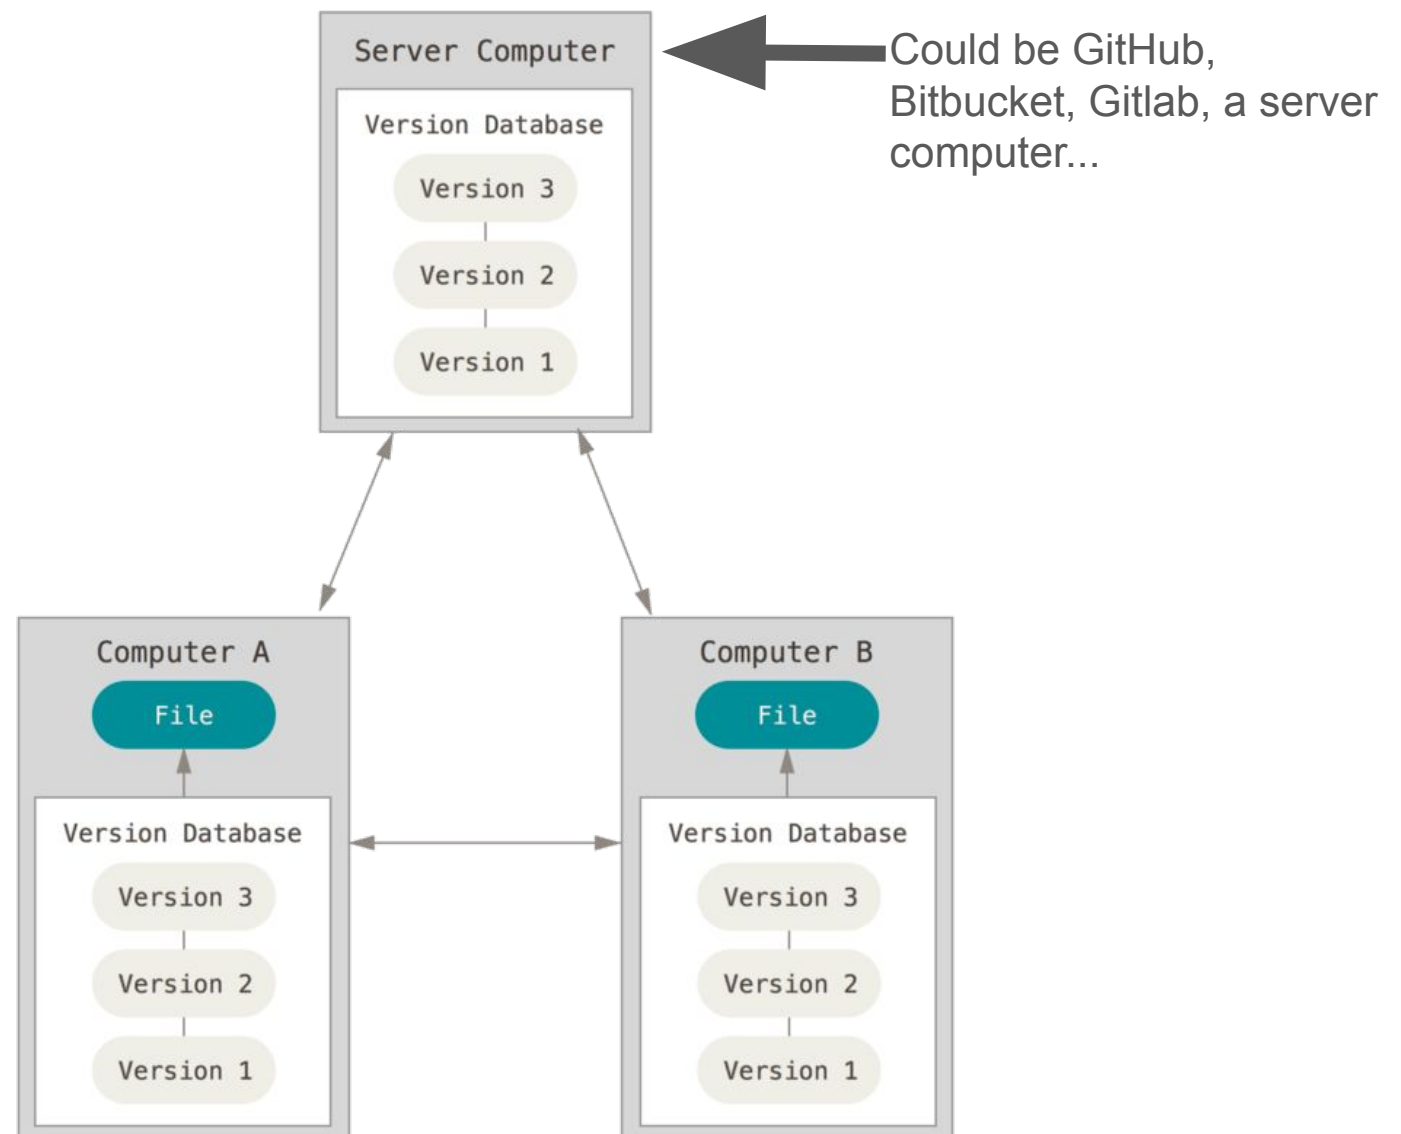 Server Computer
Could be GitHub,
Bitbucket, Gitlab, a server
computer...
Version Database
Version 3
Version 2
Version 1
Computer A
File
Version Database
Version 3
Version 2
Version 1
Computer B
File
Version Database
Version 3
Version 2
Version 1